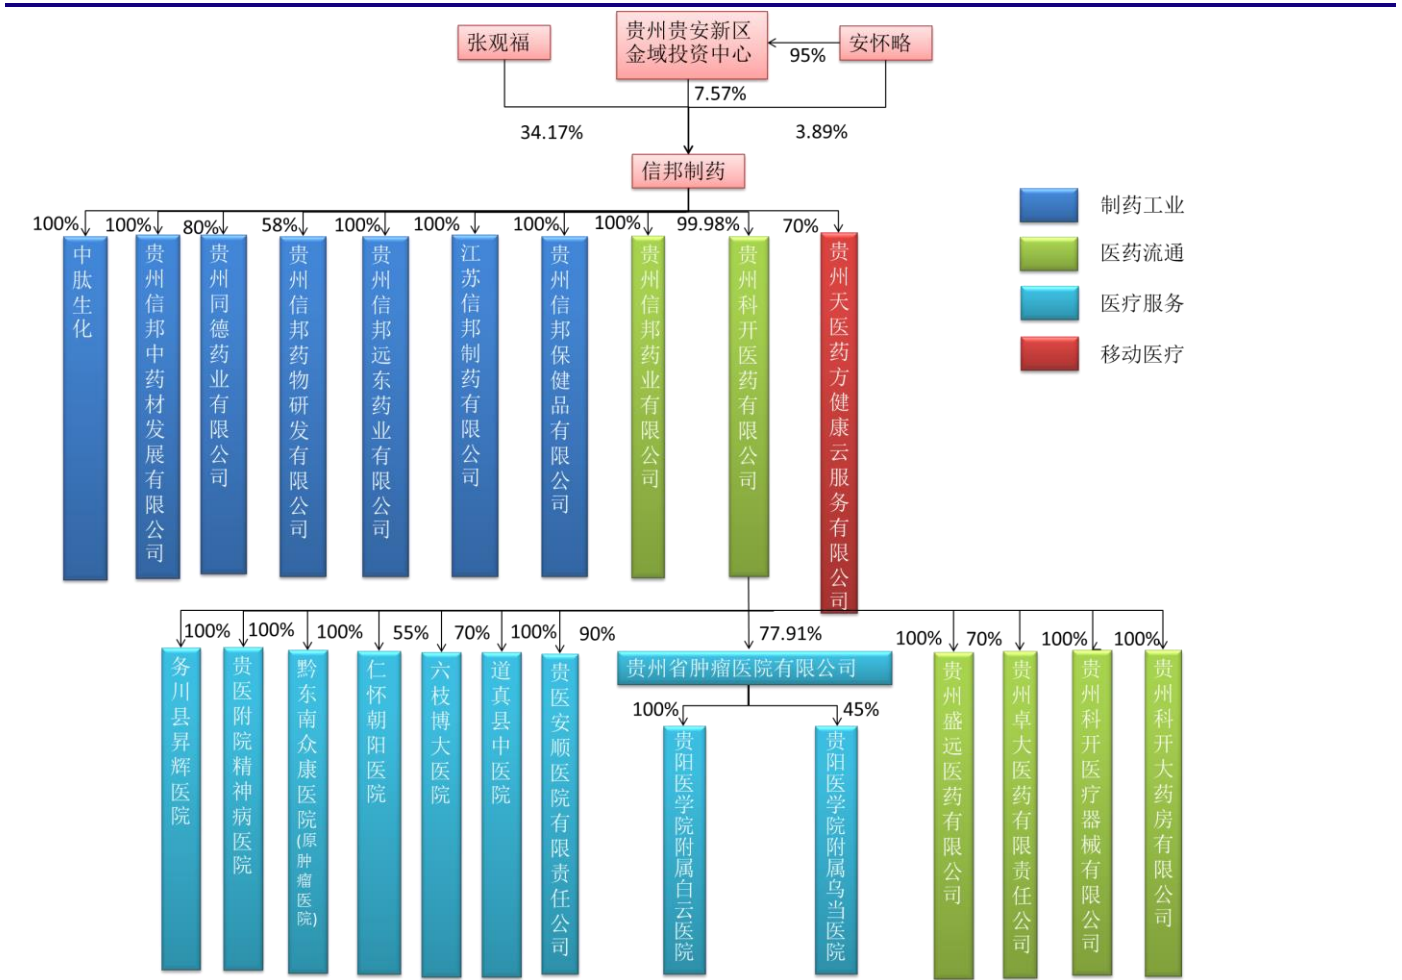 张观福
贵州贵安新区
金域投资中心
安怀略
95%
7.57%
34.17%
3.89%
信邦制药
100%
100%
80%
58%
100%
100%
100%
100%
99.98%
70%
中肽生化
贵州信邦中药材发展有限公司
贵州同德药业有限公司
贵州信邦药物研发有限公司
贵州信邦远东药业有限公司
江苏信邦制药有限公司
贵州信邦保健品有限公司
贵州信邦药业有限公司
贵州科开医药有限公司
贵州天医药方健康云服务有限公司
制药工业
医药流通
医疗服务
移动医疗
100%
100%
100%
55%
70%
100%
90%
77.91%
100%
70%
100%
100%
务川县昇辉医院
贵医附院精神病医院
黔东南众康医院(原肿瘤医院)
仁怀朝阳医院
六枝博大医院
道真县中医院
贵医安顺医院有限责任公司
贵州省肿瘤医院有限公司
100%
45%
贵阳医学院附属白云医院
贵阳医学院附属乌当医院
贵州盛远医药有限公司
贵州卓大医药有限责任公司
贵州科开医疗器械有限公司
贵州科开大药房有限公司